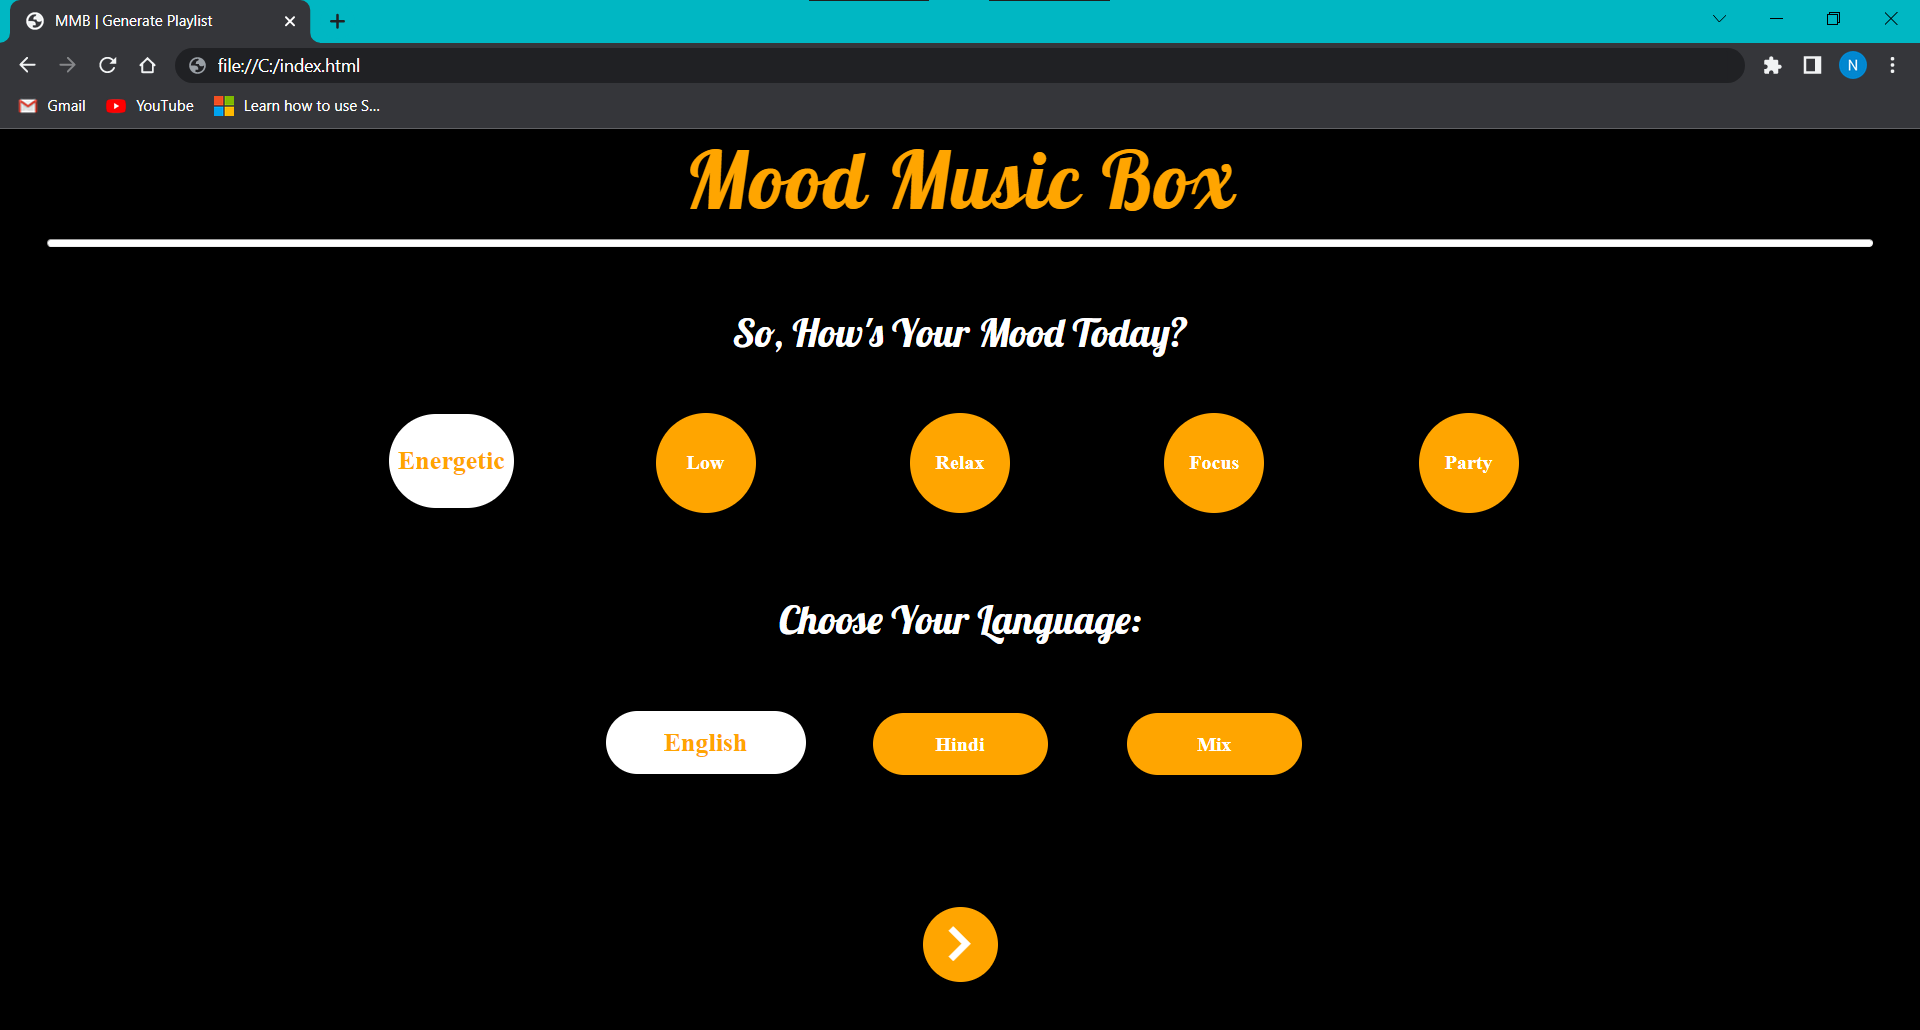 MMB | Generate Playlist
file://C:/index.html
N
Gmail YouTube Learn how to use S...
Mood Music Box
So, How's Your Mood Today?
Energetic Low Relax Focus Party
Choose Your Language:
English Hindi Mix